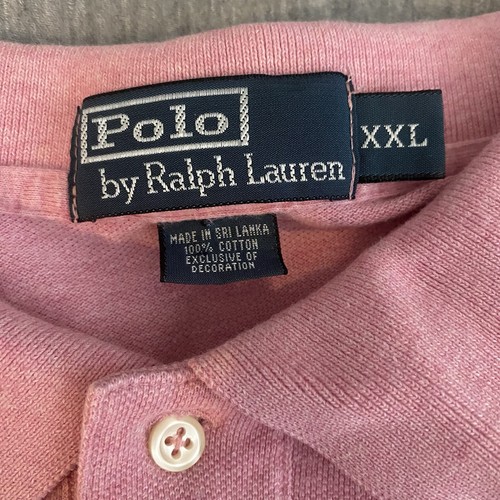 Polo
by Ralph Lauren
XXL
MADE IN SRI LANKA
100% COTTON
EXCLUSIVE OF
DECORATION